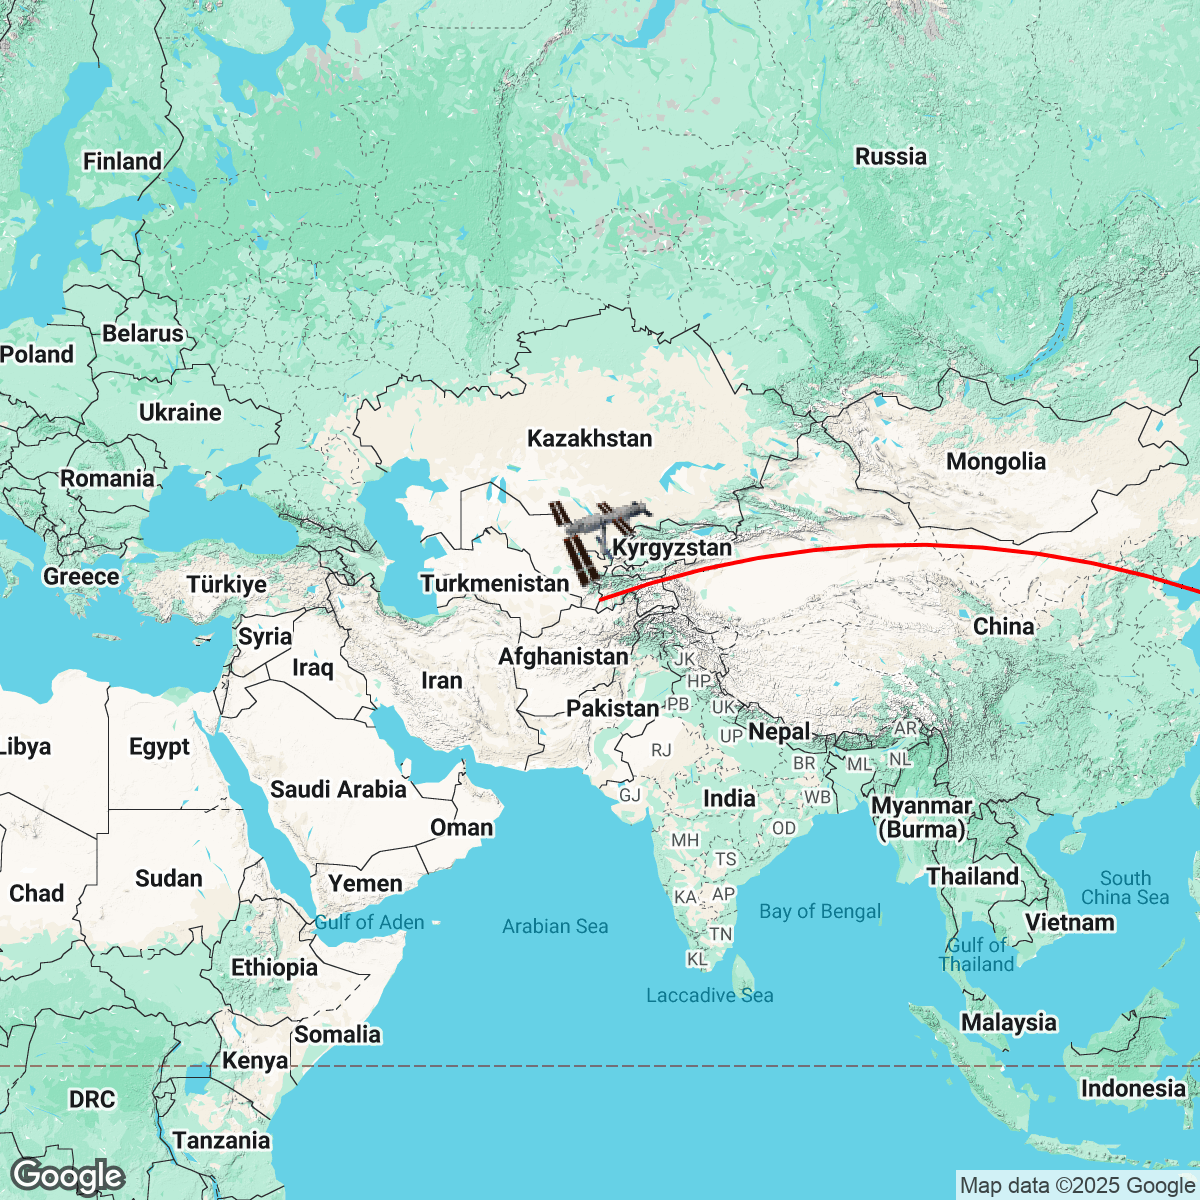 Finland
Russia
Belarus
Poland
Ukraine
Kazakhstan
Mongolia
Romania
Kyrgyzstan
Greece
Türkiye
Turkmenistan
China
Syria
Afghanistan
JK
Iraq
Iran
HP
Pakistan
PB
UK
Libya
Egypt
UP
Nepal
AR
RJ
BR
ML
NL
Saudi Arabia
GJ
India
WB
Myanmar
(Burma)
Oman
OD
MH
TS
Sudan
Yemen
Thailand
South
China Sea
Chad
KA
AP
Gulf of Aden
Arabian Sea
Bay of Bengal
Vietnam
TN
Gulf of
Thailand
KL
Ethiopia
Laccadive Sea
Somalia
Malaysia
Kenya
Indonesia
DRC
Tanzania
Google
Map data ©2025 Google